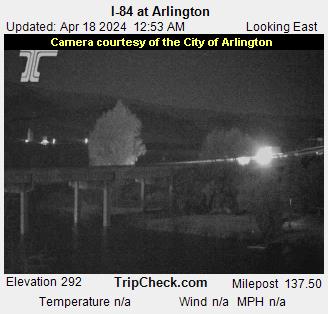 I-84 at Arlington
Updated: Apr 18 2024 12:53 AM Looking East
Camera courtesy of the City of Arlington
Elevation 292 TripCheck.com Milepost 137.50
Temperature n/a Wind n/a MPH n/a